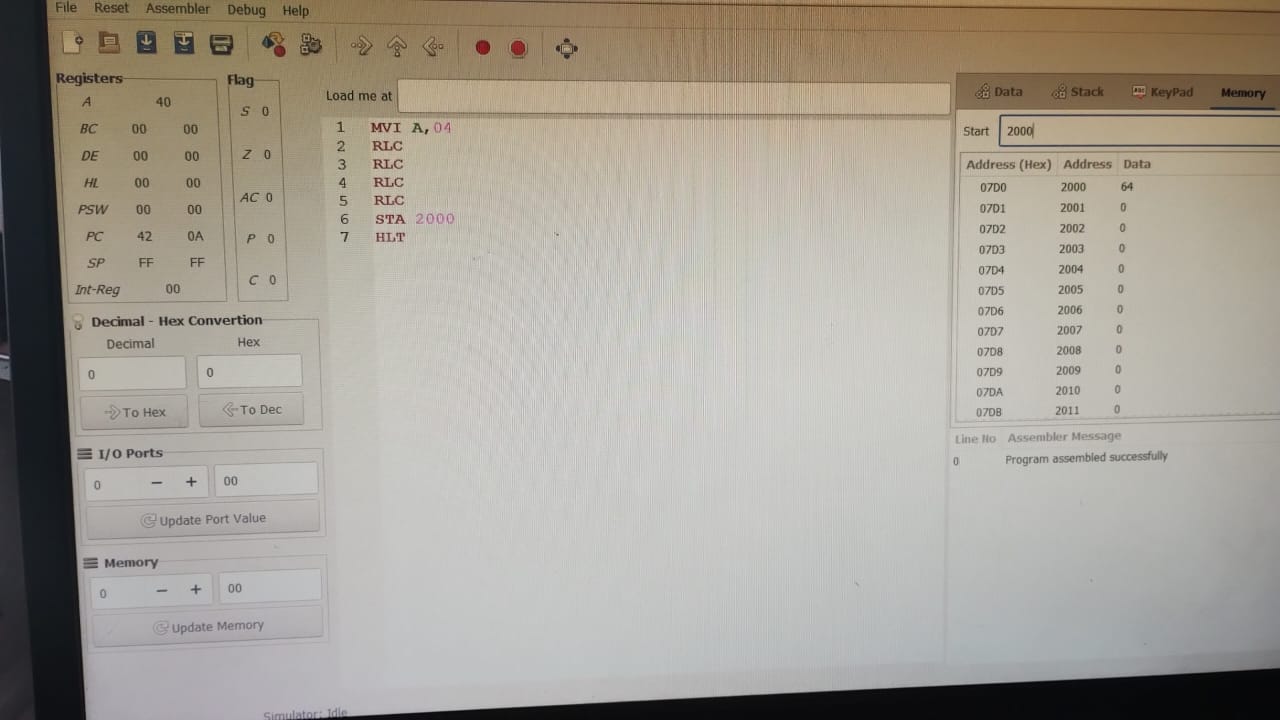 File Reset Assembler Debug Help
Registers
A 40
BC 00 00
DE 00 00
HL 00 00
PSW 00 00
PC 42 0A
SP FF FF
Int-Reg 00
Flag
S 0
Z 0
AC 0
P 0
C 0
Decimal - Hex Convertion
Decimal Hex
0 0
To Hex To Dec
I/O Ports
0 − + 00
Update Port Value
Memory
0 − + 00
Update Memory
Load me at
1 MVI A,04
2 RLC
3 RLC
4 RLC
5 RLC
6 STA 2000
7 HLT
Data Stack KeyPad Memory
Start 2000
Address (Hex) Address Data
07D0 2000 64
07D1 2001 0
07D2 2002 0
07D3 2003 0
07D4 2004 0
07D5 2005 0
07D6 2006 0
07D7 2007 0
07D8 2008 0
07D9 2009 0
07DA 2010 0
07DB 2011 0
Line No Assembler Message
0 Program assembled successfully
Simulator: Idle